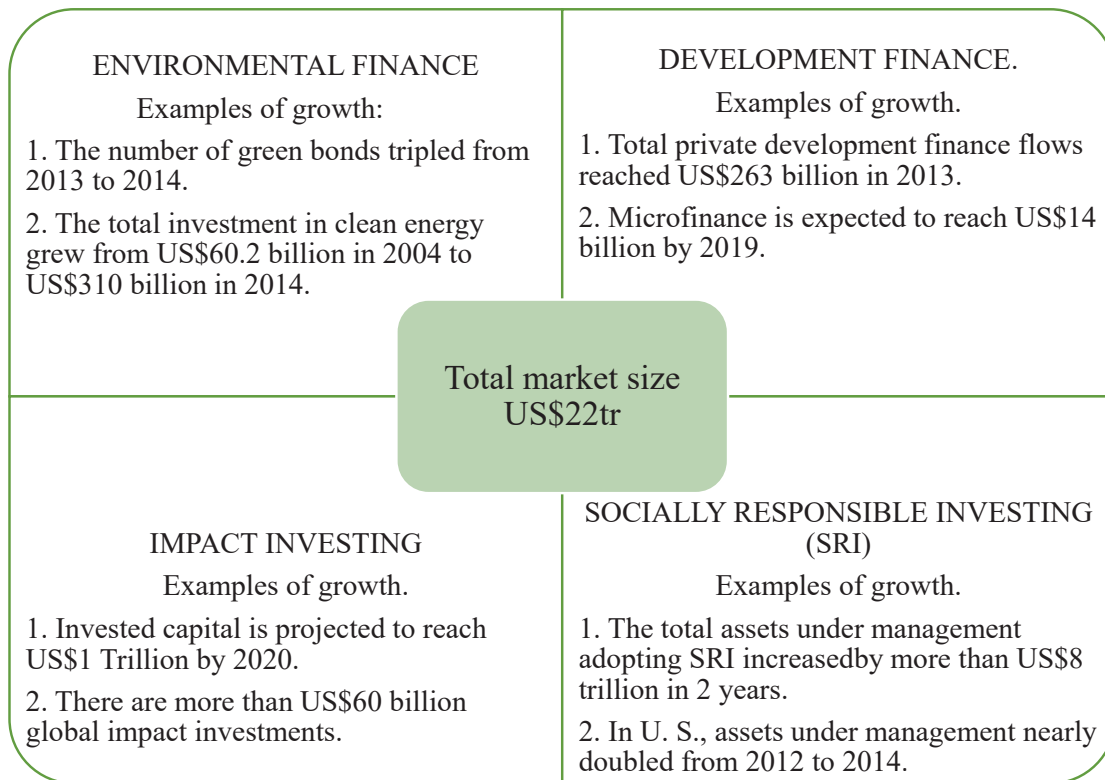 ENVIRONMENTAL FINANCE
Examples of growth:
1. The number of green bonds tripled from
2013 to 2014.
2. The total investment in clean energy
grew from US$60.2 billion in 2004 to
US$310 billion in 2014.
DEVELOPMENT FINANCE.
Examples of growth.
1. Total private development finance flows
reached US$263 billion in 2013.
2. Microfinance is expected to reach US$14
billion by 2019.
Total market size
US$22tr
IMPACT INVESTING
Examples of growth.
1. Invested capital is projected to reach
US$1 Trillion by 2020.
2. There are more than US$60 billion
global impact investments.
SOCIALLY RESPONSIBLE INVESTING
(SRI)
Examples of growth.
1. The total assets under management
adopting SRI increasedby more than US$8
trillion in 2 years.
2. In U. S., assets under management nearly
doubled from 2012 to 2014.